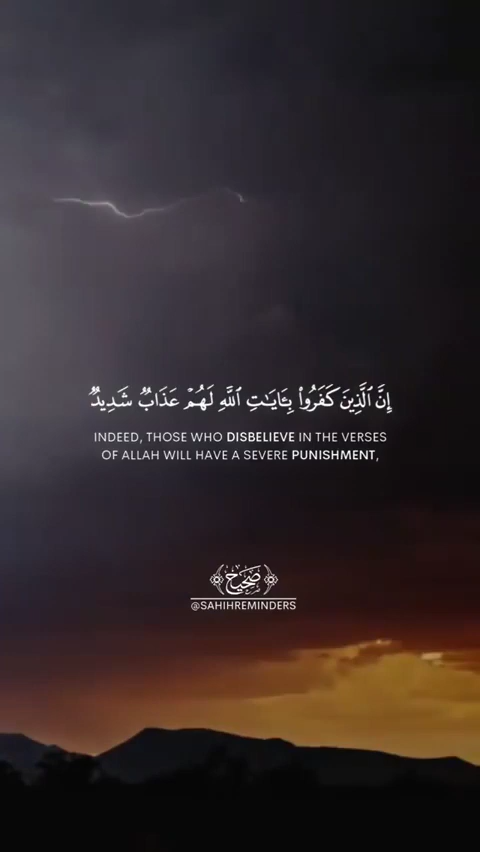 إِنَّ ٱلَّذِينَ كَفَرُوا۟ بِـَٔايَـٰتِ ٱللَّهِ لَهُمْ عَذَابٌ شَدِيدٌ
INDEED, THOSE WHO DISBELIEVE IN THE VERSES
OF ALLAH WILL HAVE A SEVERE PUNISHMENT,
صحيح
@SAHIHREMINDERS